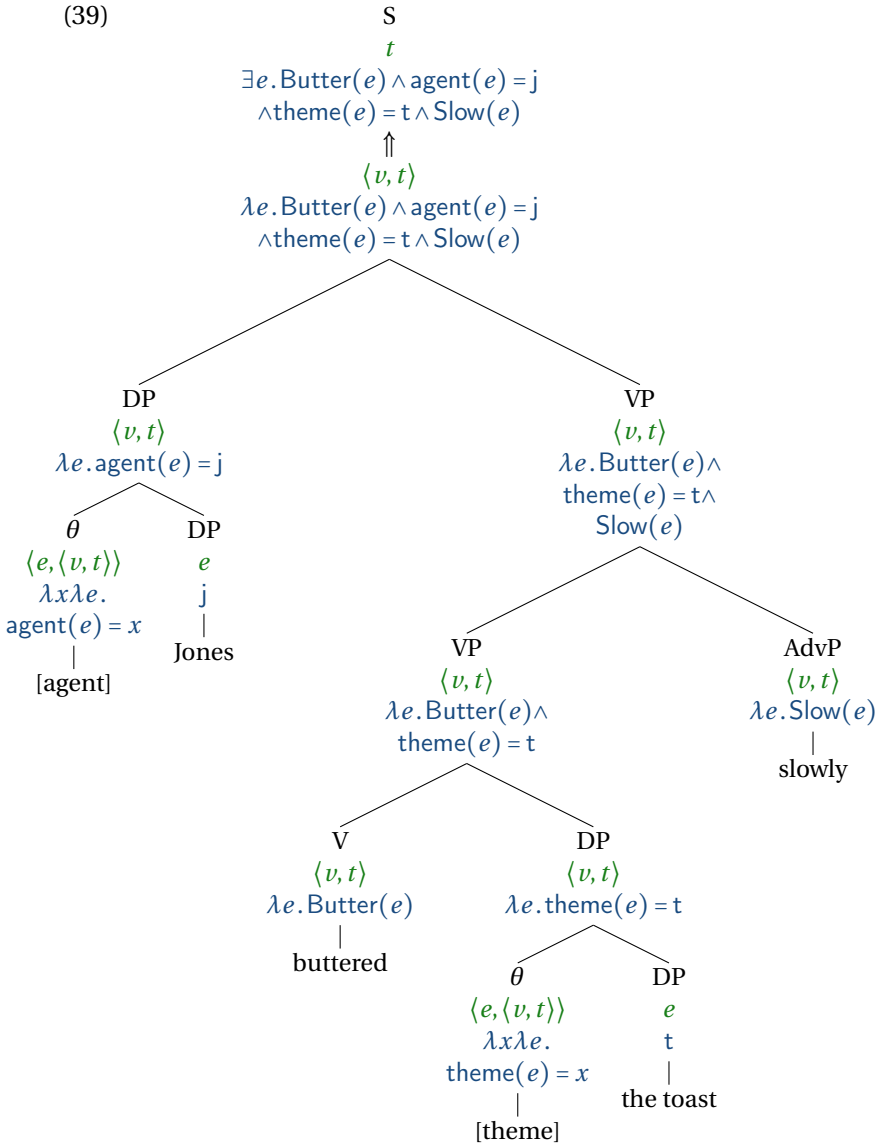 (39)
S
t
∃e.Butter(e) ∧ agent(e) = j
∧theme(e) = t ∧ Slow(e)
⇑
⟨v, t⟩
λe.Butter(e) ∧ agent(e) = j
∧theme(e) = t ∧ Slow(e)
DP
⟨v, t⟩
λe.agent(e) = j
θ
⟨e,⟨v, t⟩⟩
λxλe.
agent(e) = x
[agent]
DP
e
j
Jones
VP
⟨v, t⟩
λe.Butter(e)∧
theme(e) = t∧
Slow(e)
VP
⟨v, t⟩
λe.Butter(e)∧
theme(e) = t
V
⟨v, t⟩
λe.Butter(e)
buttered
DP
⟨v, t⟩
λe.theme(e) = t
θ
⟨e,⟨v, t⟩⟩
λxλe.
theme(e) = x
[theme]
DP
e
t
the toast
AdvP
⟨v, t⟩
λe.Slow(e)
slowly